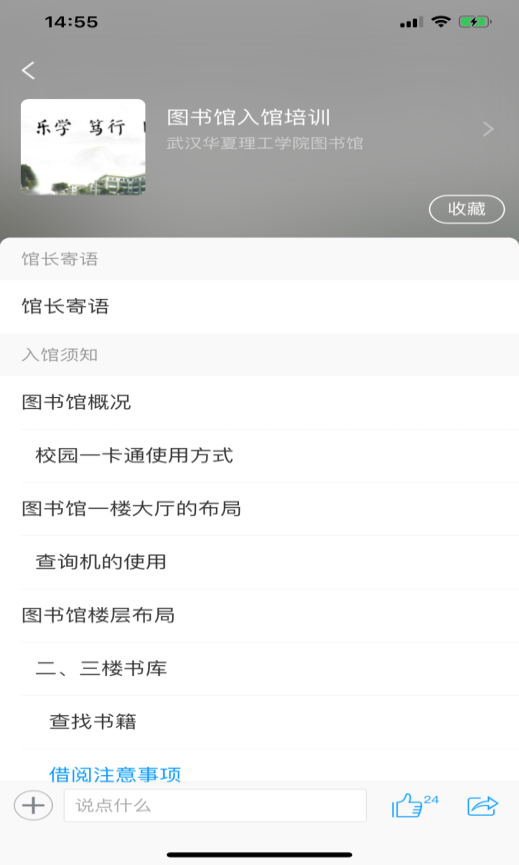 14:55
乐学 笃行
图书馆入馆培训
武汉华夏理工学院图书馆
收藏
馆长寄语
馆长寄语
入馆须知
图书馆概况
校园一卡通使用方式
图书馆一楼大厅的布局
查询机的使用
图书馆楼层布局
二、三楼书库
查找书籍
借阅注意事项
说点什么
24